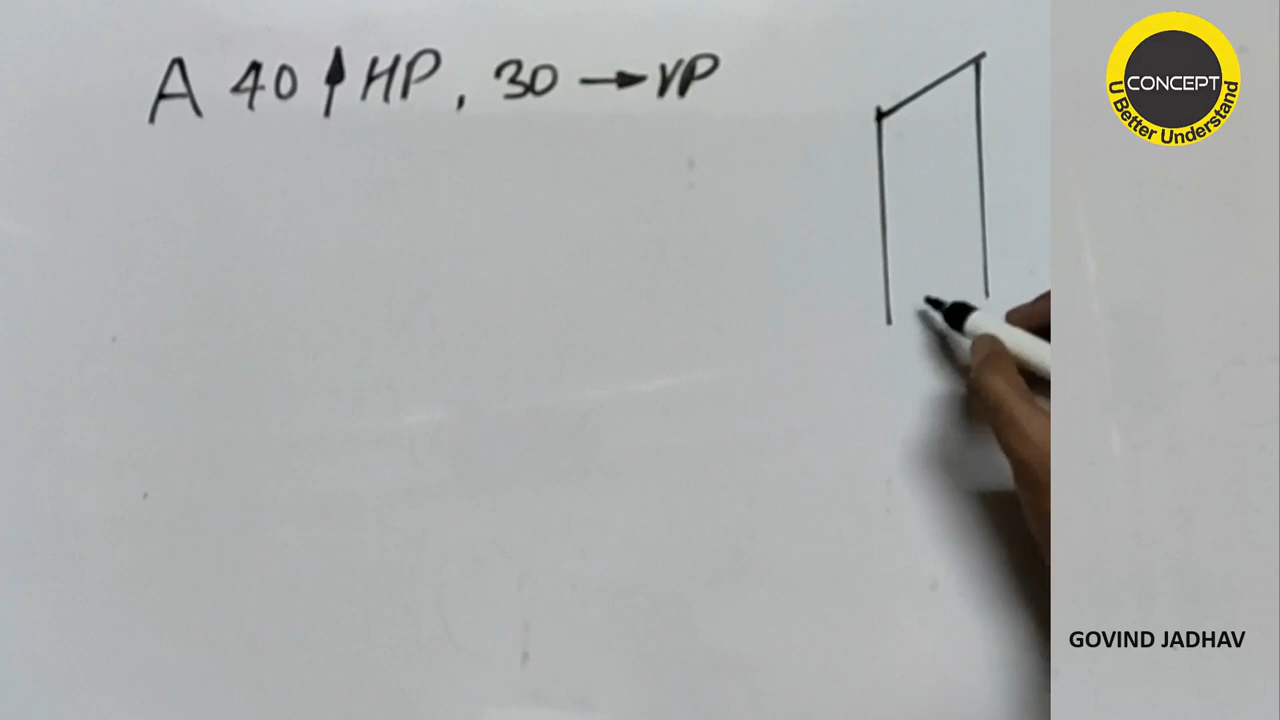 A 40 ↑ HP, 30 → VP
CONCEPT
U Better Understand
GOVIND JADHAV